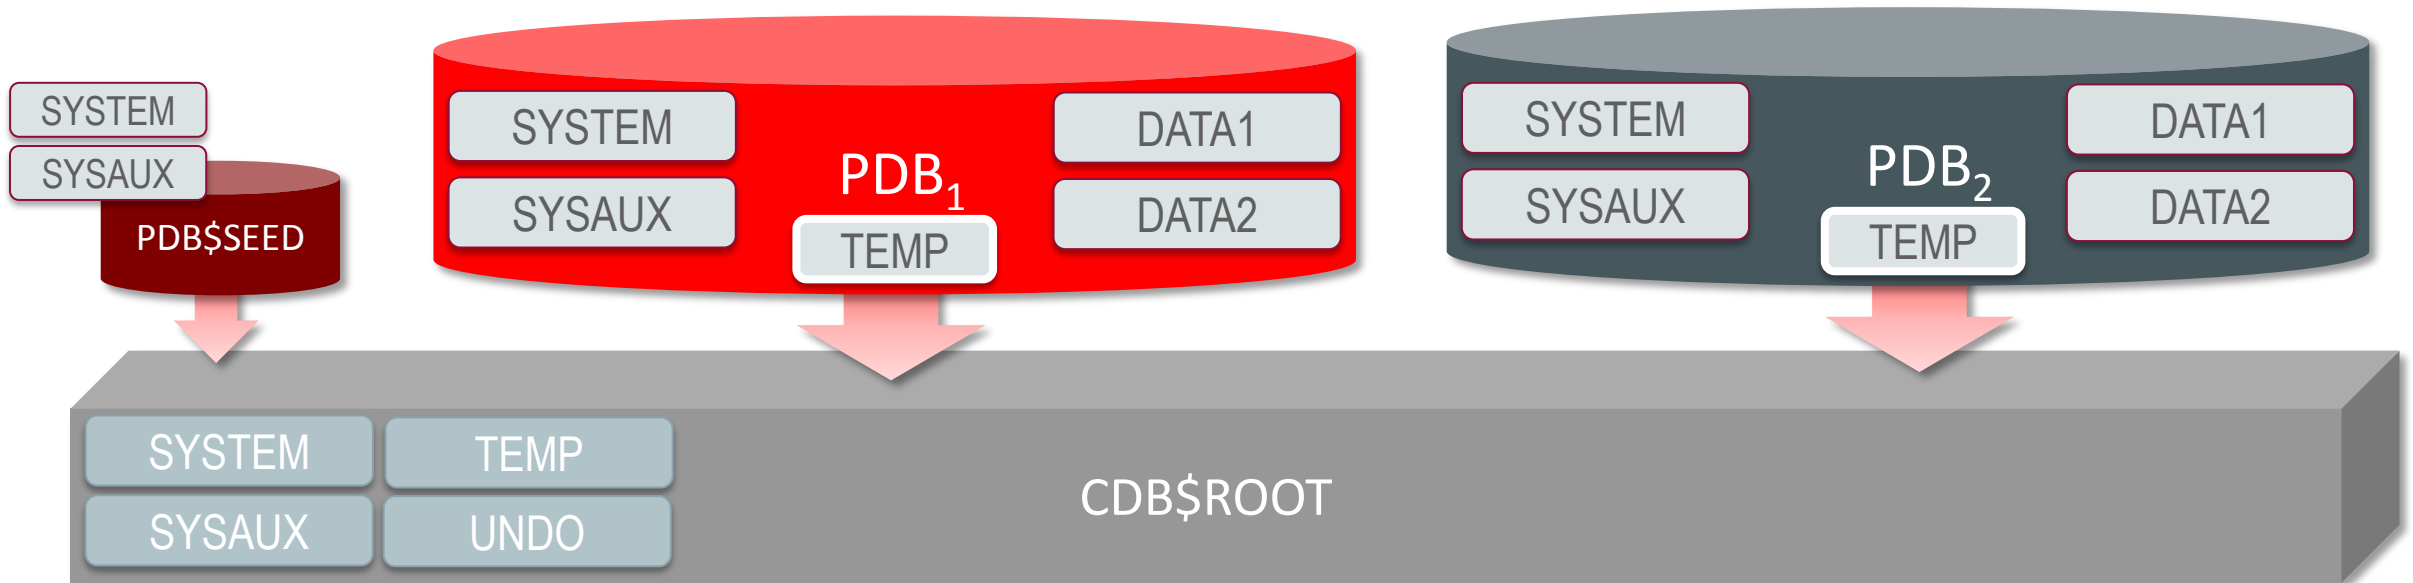 SYSTEM
SYSAUX
PDB$SEED
SYSTEM
SYSAUX
PDB1
TEMP
DATA1
DATA2
SYSTEM
SYSAUX
PDB2
TEMP
DATA1
DATA2
SYSTEM
TEMP
SYSAUX
UNDO
CDB$ROOT